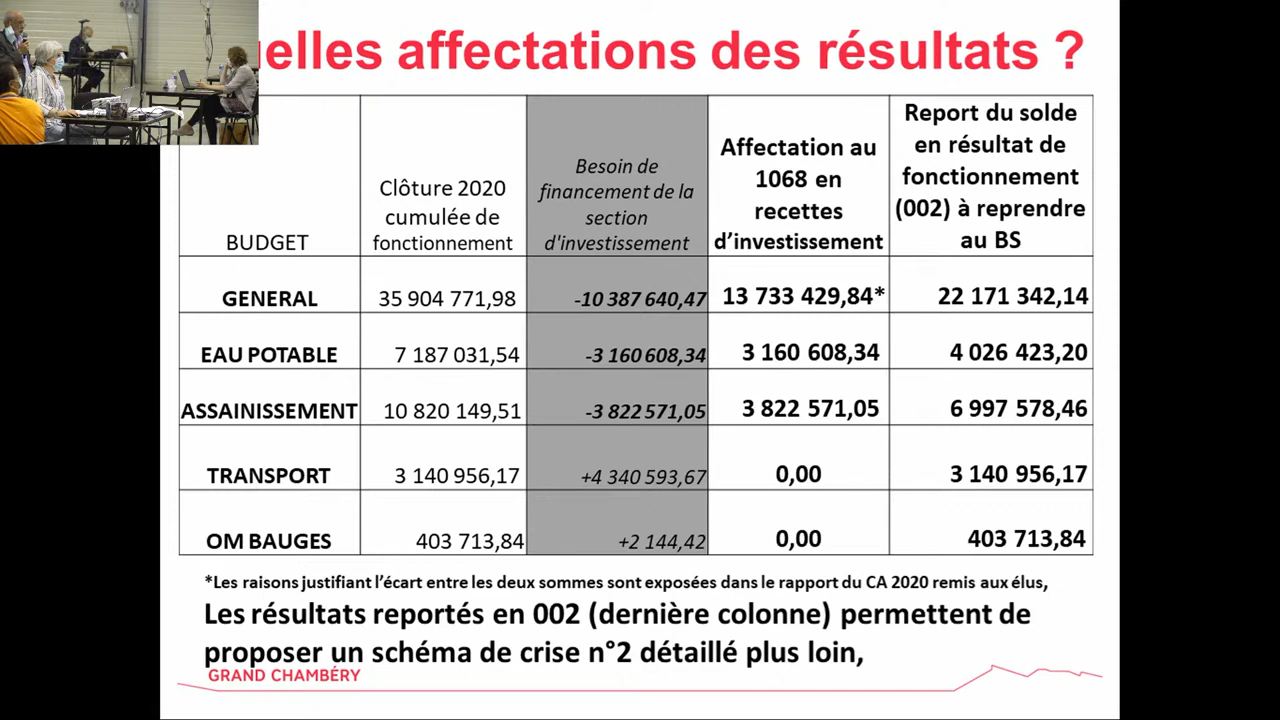 uelles affectations des résultats ?
BUDGET
Clôture 2020
cumulée de
fonctionnement
Besoin de
financement de la
section
d'investissement
Affectation au
1068 en
recettes
d’investissement
Report du solde
en résultat de
fonctionnement
(002) à reprendre
au BS
GENERAL 35 904 771,98 -10 387 640,47 13 733 429,84* 22 171 342,14
EAU POTABLE 7 187 031,54 -3 160 608,34 3 160 608,34 4 026 423,20
ASSAINISSEMENT 10 820 149,51 -3 822 571,05 3 822 571,05 6 997 578,46
TRANSPORT 3 140 956,17 +4 340 593,67 0,00 3 140 956,17
OM BAUGES 403 713,84 +2 144,42 0,00 403 713,84
*Les raisons justifiant l’écart entre les deux sommes sont exposées dans le rapport du CA 2020 remis aux élus,
Les résultats reportés en 002 (dernière colonne) permettent de
proposer un schéma de crise n°2 détaillé plus loin,
GRAND CHAMBÉRY